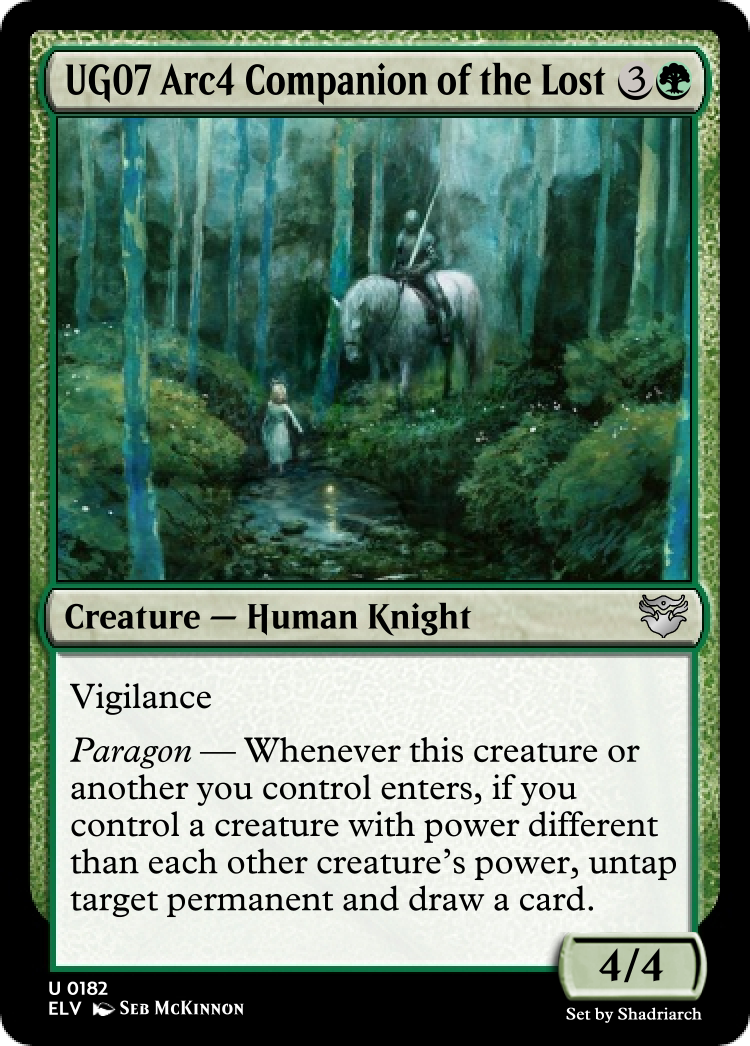 UG07 Arc4 Companion of the Lost 3
Creature — Human Knight
Vigilance
Paragon — Whenever this creature or
another you control enters, if you
control a creature with power different
than each other creature's power, untap
target permanent and draw a card.
4/4
U 0182
ELV Seb McKinnon
Set by Shadriarch